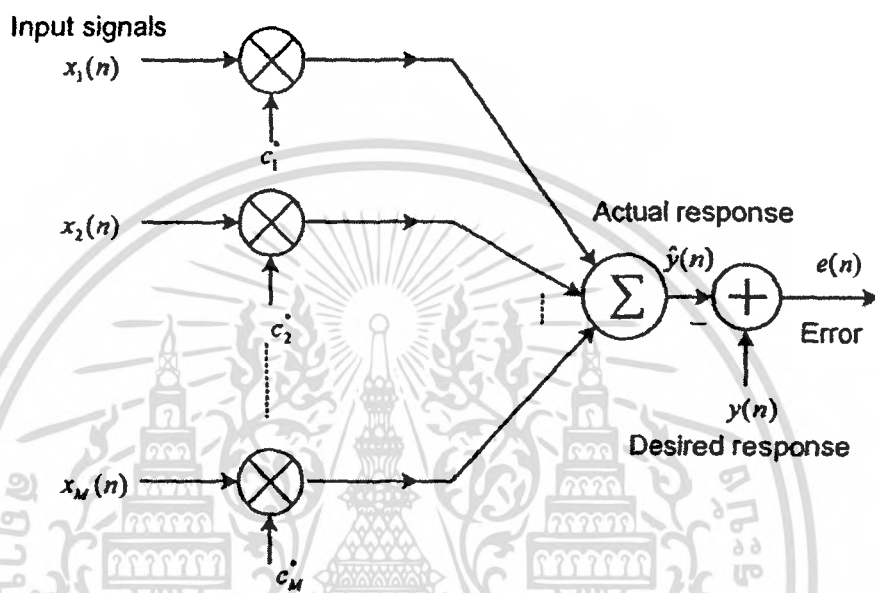 Input signals
x₁(n)
c₁*
x₂(n)
c₂*
x_M(n)
c_M*
Σ
Actual response
ŷ(n)
−
+
e(n)
Error
y(n)
Desired response